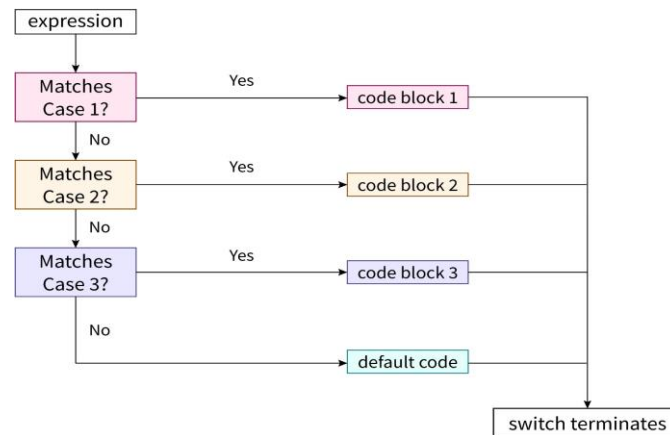 expression
Matches
Case 1?
Yes
code block 1
No
Matches
Case 2?
Yes
code block 2
No
Matches
Case 3?
Yes
code block 3
No
default code
switch terminates